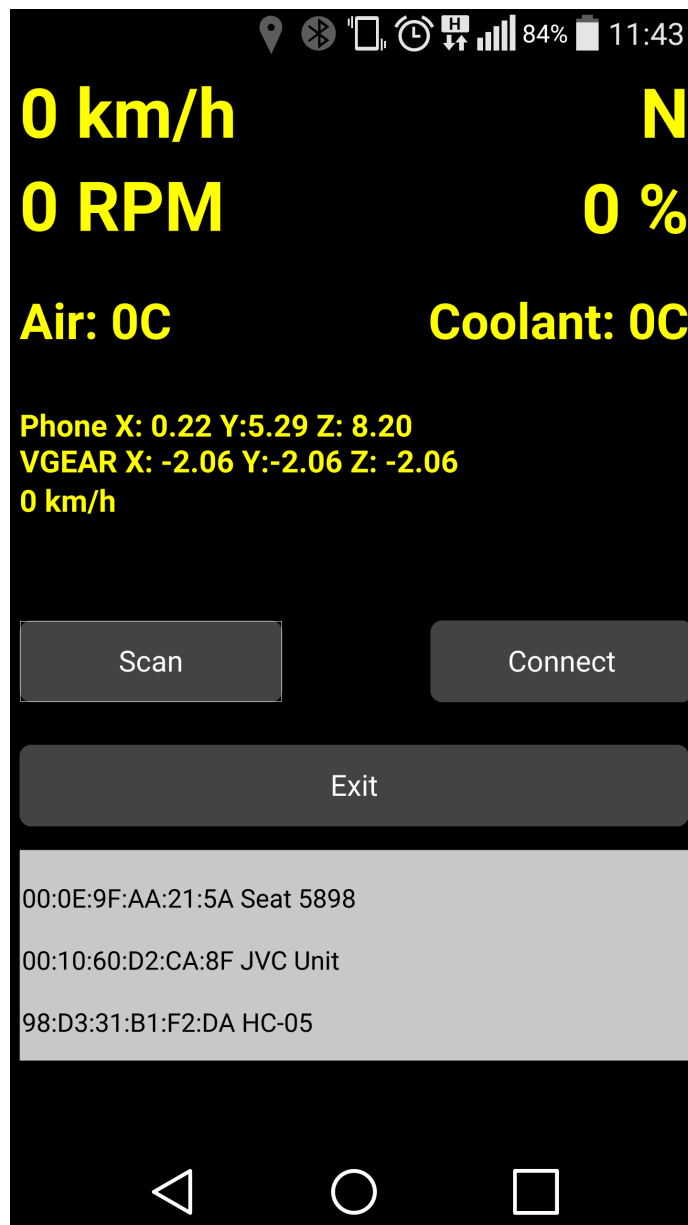 H 84% 11:43
0 km/h N
0 RPM 0 %
Air: 0C Coolant: 0C
Phone X: 0.22 Y:5.29 Z: 8.20
VGEAR X: -2.06 Y:-2.06 Z: -2.06
0 km/h
Scan Connect
Exit
00:0E:9F:AA:21:5A Seat 5898
00:10:60:D2:CA:8F JVC Unit
98:D3:31:B1:F2:DA HC-05